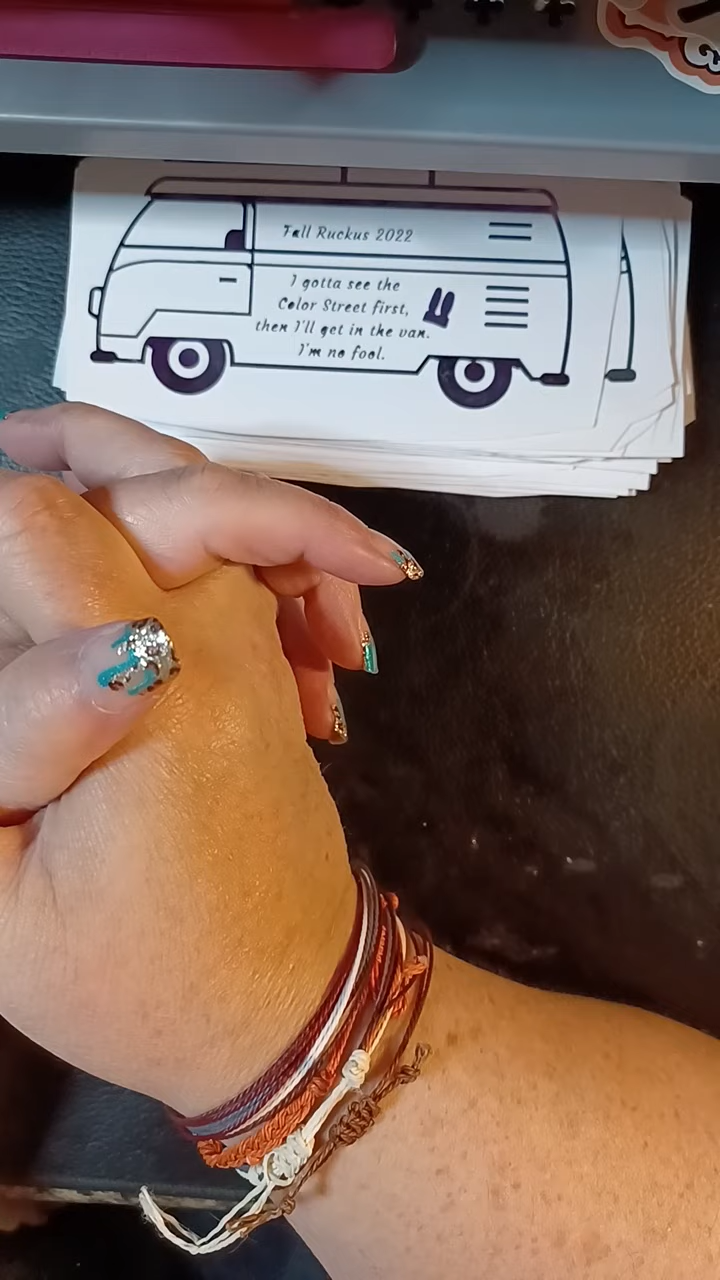 Fall Ruckus 2022
I gotta see the
Color Street first,
then I'll get in the van.
I'm no fool.